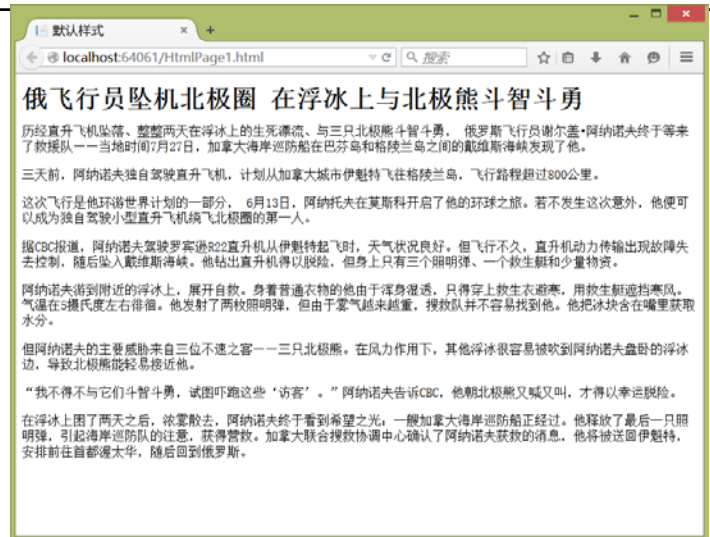 默认样式
localhost:64061/HtmlPage1.html
搜索
俄飞行员坠机北极圈 在浮冰上与北极熊斗智斗勇
历经直升飞机坠落、整整两天在浮冰上的生死漂流、与三只北极熊斗智斗勇， 俄罗斯飞行员谢尔盖•阿纳诺夫终于等来
了救援队——当地时间7月27日，加拿大海岸巡防船在巴芬岛和格陵兰岛之间的戴维斯海峡发现了他。
三天前，阿纳诺夫独自驾驶直升飞机，计划从加拿大城市伊魁特飞往格陵兰岛，飞行路程超过800公里。
这次飞行是他环游世界计划的一部分， 6月13日，阿纳托夫在莫斯科开启了他的环球之旅。若不发生这次意外，他便可
以成为独自驾驶小型直升飞机绕飞北极圈的第一人。
据CBC报道，阿纳诺夫驾驶罗宾逊R22直升机从伊魁特起飞时，天气状况良好。但飞行不久，直升机动力传输出现故障失
去控制，随后坠入戴维斯海峡。他钻出直升机得以脱险，但身上只有三个照明弹、一个救生艇和少量物资。
阿纳诺夫游到附近的浮冰上，展开自救。身着普通衣物的他由于浑身湿透，只得穿上救生衣避寒，用救生艇遮挡寒风。
气温在5摄氏度左右徘徊。他发射了两枚照明弹，但由于雾气越来越重，搜救队并不容易找到他。他把冰块含在嘴里获取
水分。
但阿纳诺夫的主要威胁来自三位不速之客——三只北极熊。在风力作用下，其他浮冰很容易被吹到阿纳诺夫盘卧的浮冰
边，导致北极熊能轻易接近他。
“我不得不与它们斗智斗勇，试图吓跑这些‘访客’。”阿纳诺夫告诉CBC，他朝北极熊又喊又叫，才得以幸运脱险。
在浮冰上困了两天之后，浓雾散去，阿纳诺夫终于看到希望之光：一艘加拿大海岸巡防船正经过。他释放了最后一只照
明弹，引起海岸巡防队的注意，获得营救。加拿大联合搜救协调中心确认了阿纳诺夫获救的消息，他将被送回伊魁特，
安排前往首都渥太华，随后回到俄罗斯。